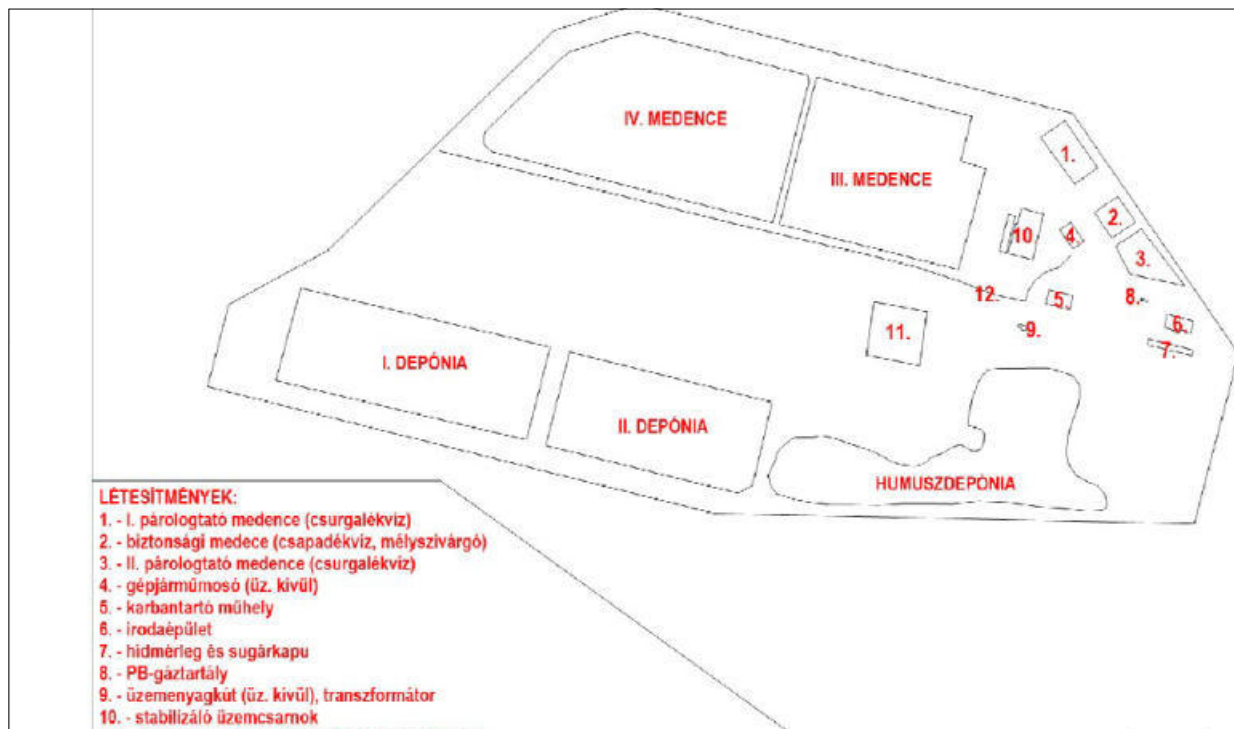 IV. MEDENCE
III. MEDENCE
1.
2.
3.
4.
10
12.
5.
8.
6.
7.
9.
11.
I. DEPÓNIA
II. DEPÓNIA
HUMUSZDEPÓNIA
LÉTESÍTMÉNYEK:
1. - I. párologtató medence (csurgalékvíz)
2. - biztonsági medece (csapadékvíz, mélyszivárgó)
3. - II. párologtató medence (csurgalékvíz)
4. - gépjárműmosó (üz. kívül)
5. - karbantartó műhely
6. - irodaépület
7. - hídmérleg és sugárkapu
8. - PB-gáztartály
9. - üzemenyagkút (üz. kívül), transzformátor
10. - stabilizáló üzemcsarnok